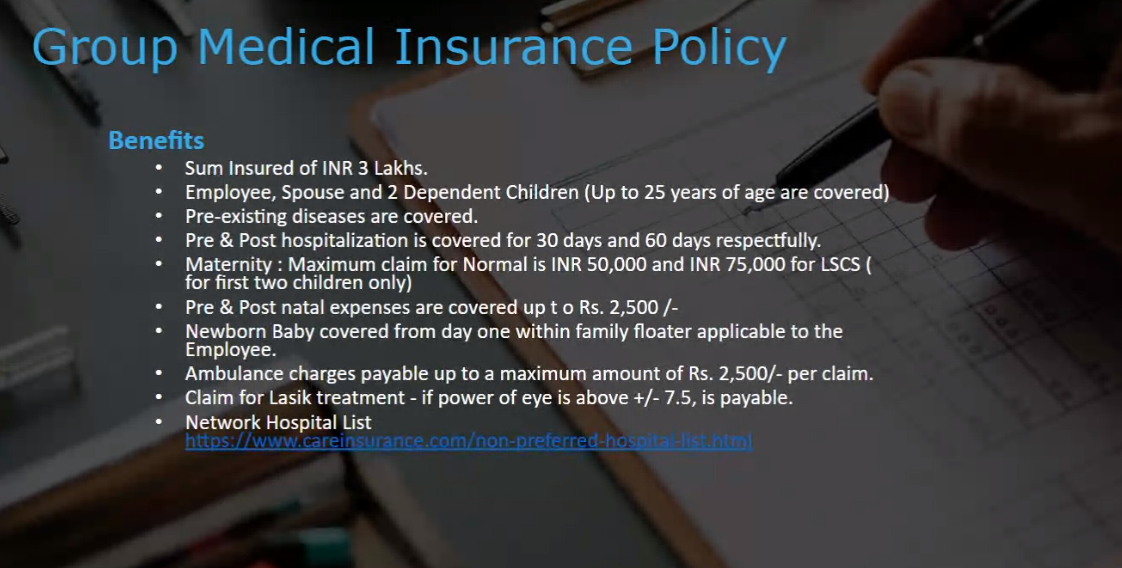 Group Medical Insurance Policy
Benefits
• Sum Insured of INR 3 Lakhs.
• Employee, Spouse and 2 Dependent Children (Up to 25 years of age are covered)
• Pre-existing diseases are covered.
• Pre & Post hospitalization is covered for 30 days and 60 days respectfully.
• Maternity : Maximum claim for Normal is INR 50,000 and INR 75,000 for LSCS (
for first two children only)
• Pre & Post natal expenses are covered up t o Rs. 2,500 /-
• Newborn Baby covered from day one within family floater applicable to the
Employee.
• Ambulance charges payable up to a maximum amount of Rs. 2,500/- per claim.
• Claim for Lasik treatment - if power of eye is above +/- 7.5, is payable.
• Network Hospital List
https://www.careinsurance.com/non-preferred-hospital-list.html